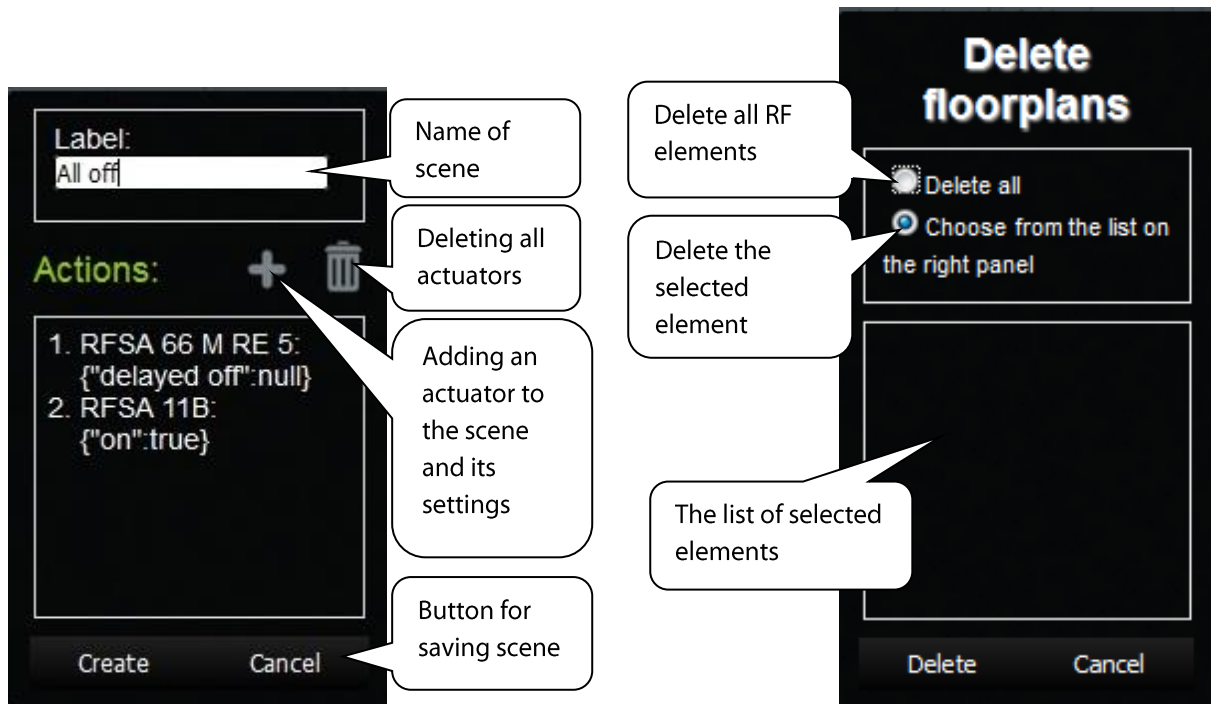 Label:
All off
Actions:
1. RFSA 66 M RE 5:
{"delayed off":null}
2. RFSA 11B:
{"on":true}
Create Cancel
Name of
scene
Deleting all
actuators
Adding an
actuator to
the scene
and its
settings
Button for
saving scene
Delete all RF
elements
Delete the
selected
element
The list of selected
elements
Delete
floorplans
Delete all
Choose from the list on
the right panel
Delete Cancel